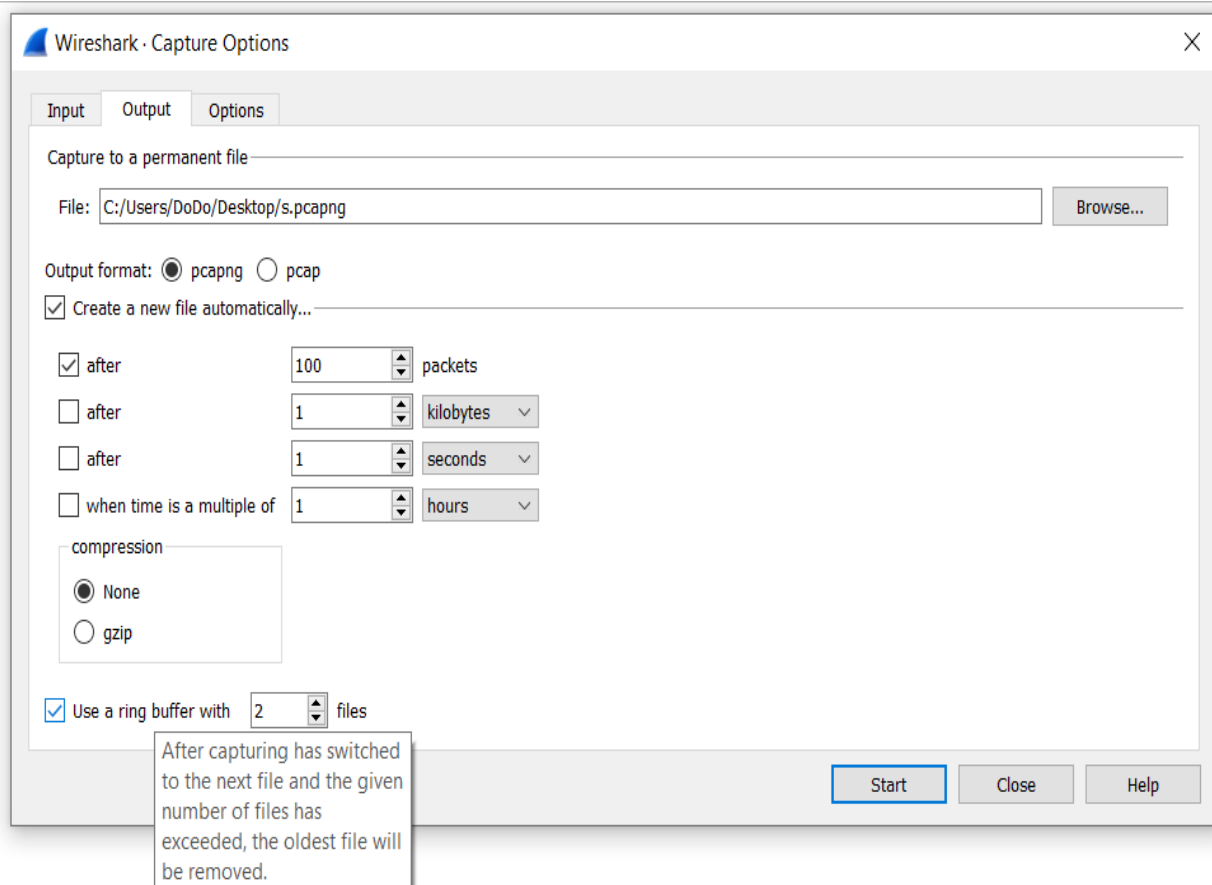 Wireshark · Capture Options
Input Output Options
Capture to a permanent file
File: C:/Users/DoDo/Desktop/s.pcapng Browse...
Output format: pcapng pcap
Create a new file automatically...
after 100 packets
after 1 kilobytes
after 1 seconds
when time is a multiple of 1 hours
compression
None
gzip
Use a ring buffer with 2 files
After capturing has switched
to the next file and the given
number of files has
exceeded, the oldest file will
be removed.
Start Close Help